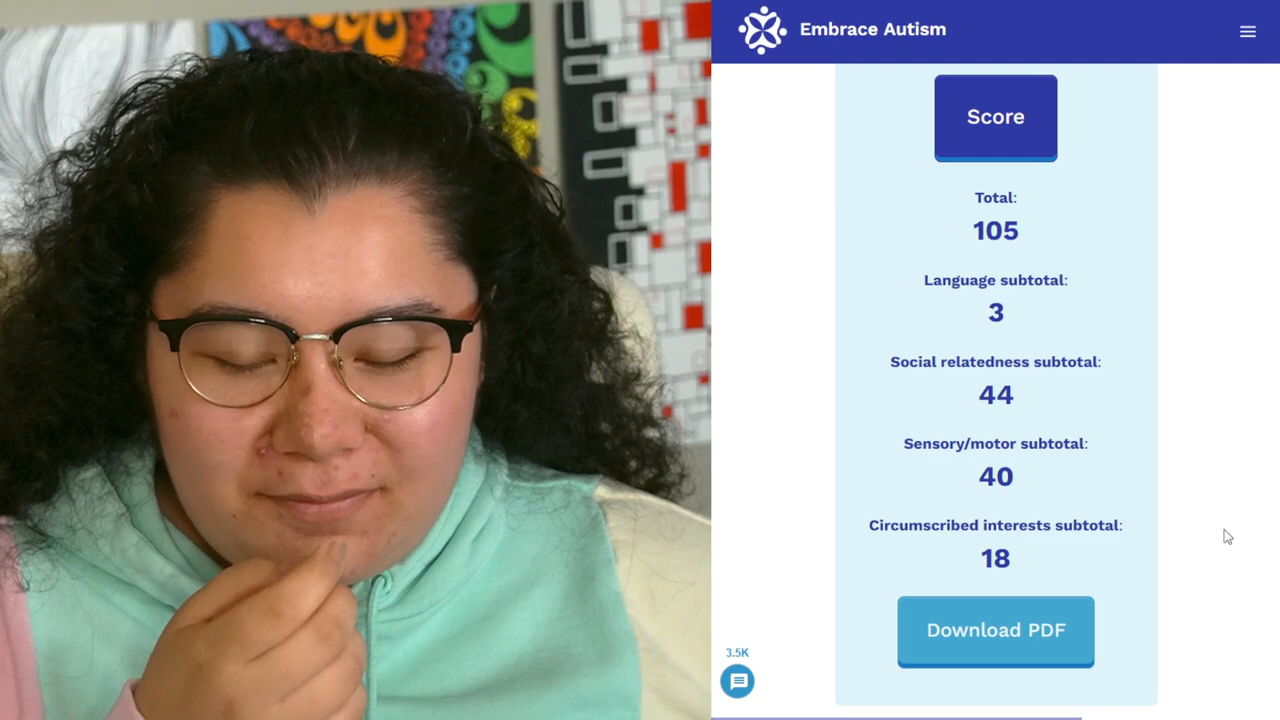 Embrace Autism
Score
Total:
105
Language subtotal:
3
Social relatedness subtotal:
44
Sensory/motor subtotal:
40
Circumscribed interests subtotal:
18
Download PDF
3.5K